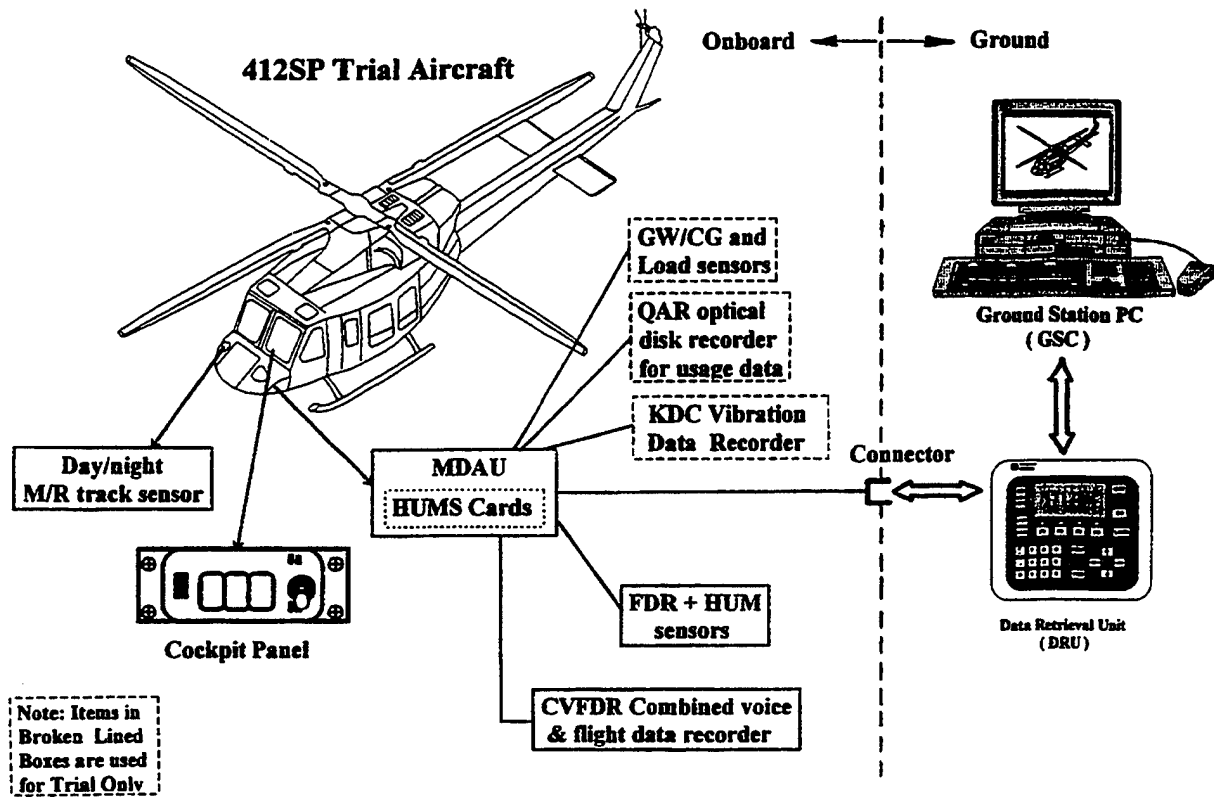 Onboard
Ground
412SP Trial Aircraft
GW/CG and
Load sensors
QAR optical
disk recorder
for usage data
KDC Vibration
Data Recorder
Ground Station PC
(GSC)
Day/night
M/R track sensor
MDAU
HUMS Cards
Connector
Cockpit Panel
FDR + HUM
sensors
Data Retrieval Unit
(DRU)
CVFDR Combined voice
& flight data recorder
Note: Items in
Broken Lined
Boxes are used
for Trial Only